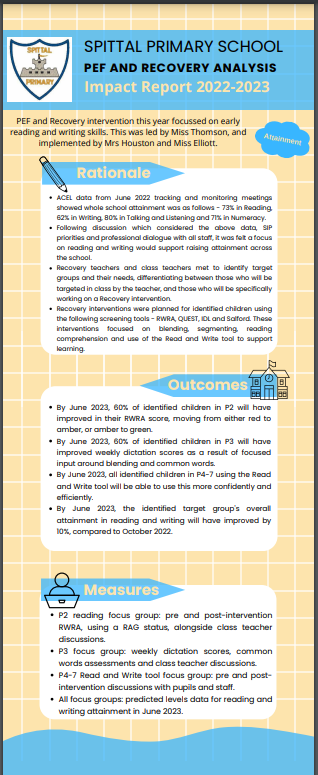 SPITTAL
PRIMARY
SPITTAL PRIMARY SCHOOL
PEF AND RECOVERY ANALYSIS
Impact Report 2022-2023
PEF and Recovery intervention this year focussed on early
reading and writing skills. This was led by Miss Thomson, and
implemented by Mrs Houston and Miss Elliott.
Attainment
Rationale
• ACEL data from June 2022 tracking and monitoring meetings
showed whole school attainment was as follows - 73% in Reading,
62% in Writing, 80% in Talking and Listening and 71% in Numeracy.
• Following discussion which considered the above data, SIP
priorities and professional dialogue with all staff, it was felt a focus
on reading and writing would support raising attainment across
the school.
• Recovery teachers and class teachers met to identify target
groups and their needs, differentiating between those who will be
targeted in class by the teacher, and those who will be specifically
working on a Recovery intervention.
• Recovery interventions were planned for identified children using
the following screening tools - RWRA, QUEST, IDL and Salford. These
interventions focused on blending, segmenting, reading
comprehension and use of the Read and Write tool to support
learning.
Outcomes
• By June 2023, 60% of identified children in P2 will have
improved in their RWRA score, moving from either red to
amber, or amber to green.
• By June 2023, 60% of identified children in P3 will have
improved weekly dictation scores as a result of focused
input around blending and common words.
• By June 2023, all identified children in P4-7 using the Read
and Write tool will be able to use this more confidently and
efficiently.
• By June 2023, the identified target group's overall
attainment in reading and writing will have improved by
10%, compared to October 2022.
Measures
• P2 reading focus group: pre and post-intervention
RWRA, using a RAG status, alongside class teacher
discussions.
• P3 focus group: weekly dictation scores, common
words assessments and class teacher discussions.
• P4-7 Read and Write tool focus group: pre and post-
intervention discussions with pupils and staff.
• All focus groups: predicted levels data for reading and
writing attainment in June 2023.